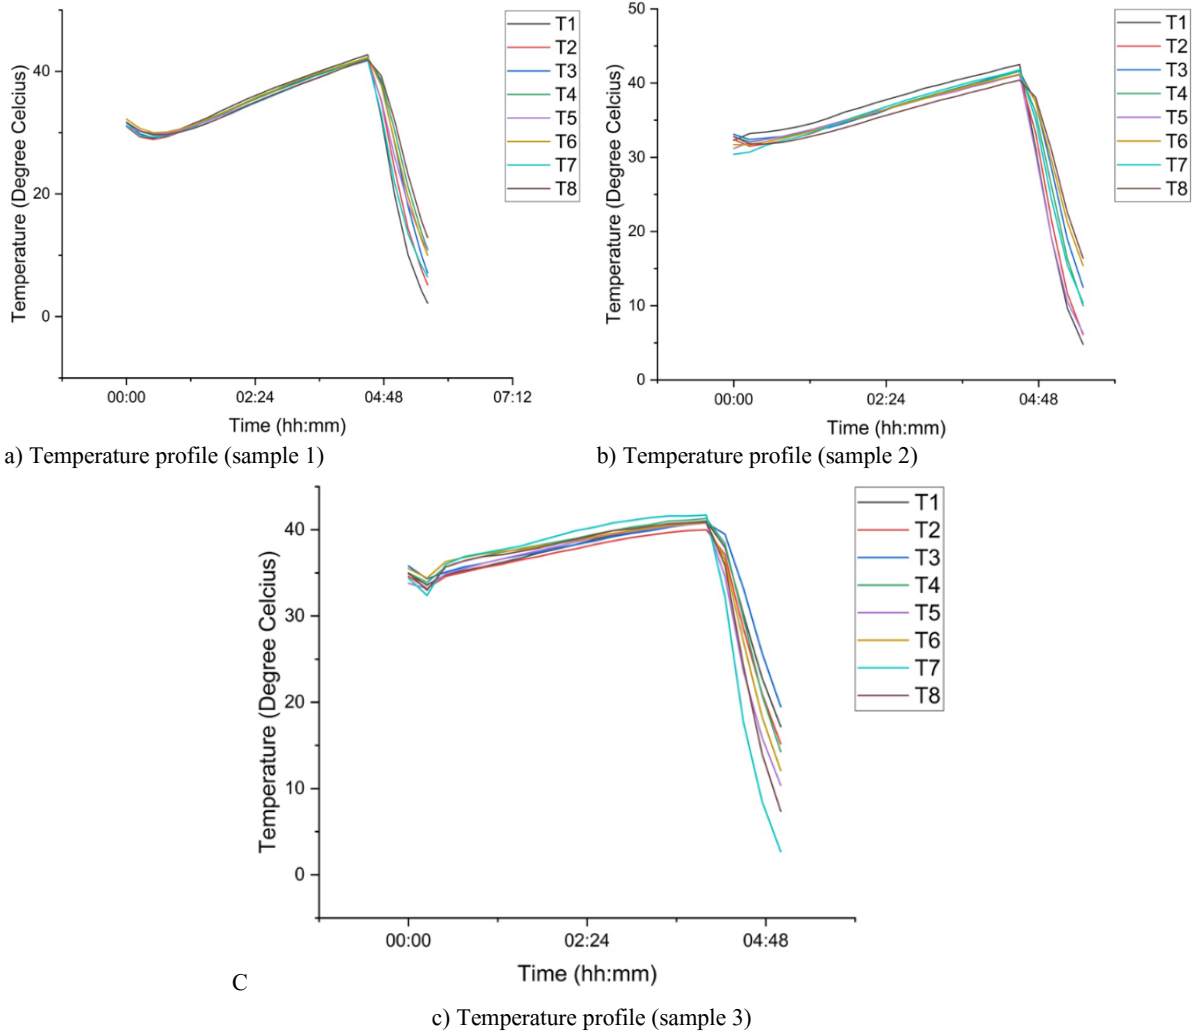 T1
T2
T3
T4
T5
T6
T7
T8
40
20
0
Temperature (Degree Celcius)
00:00 02:24 04:48 07:12
Time (hh:mm)
a) Temperature profile (sample 1)
T1
T2
T3
T4
T5
T6
T7
T8
50
40
30
20
10
0
Temperature (Degree Celcius)
00:00 02:24 04:48
Time (hh:mm)
b) Temperature profile (sample 2)
T1
T2
T3
T4
T5
T6
T7
T8
40
30
20
10
0
Temperature (Degree Celcius)
00:00 02:24 04:48
Time (hh:mm)
C
c) Temperature profile (sample 3)